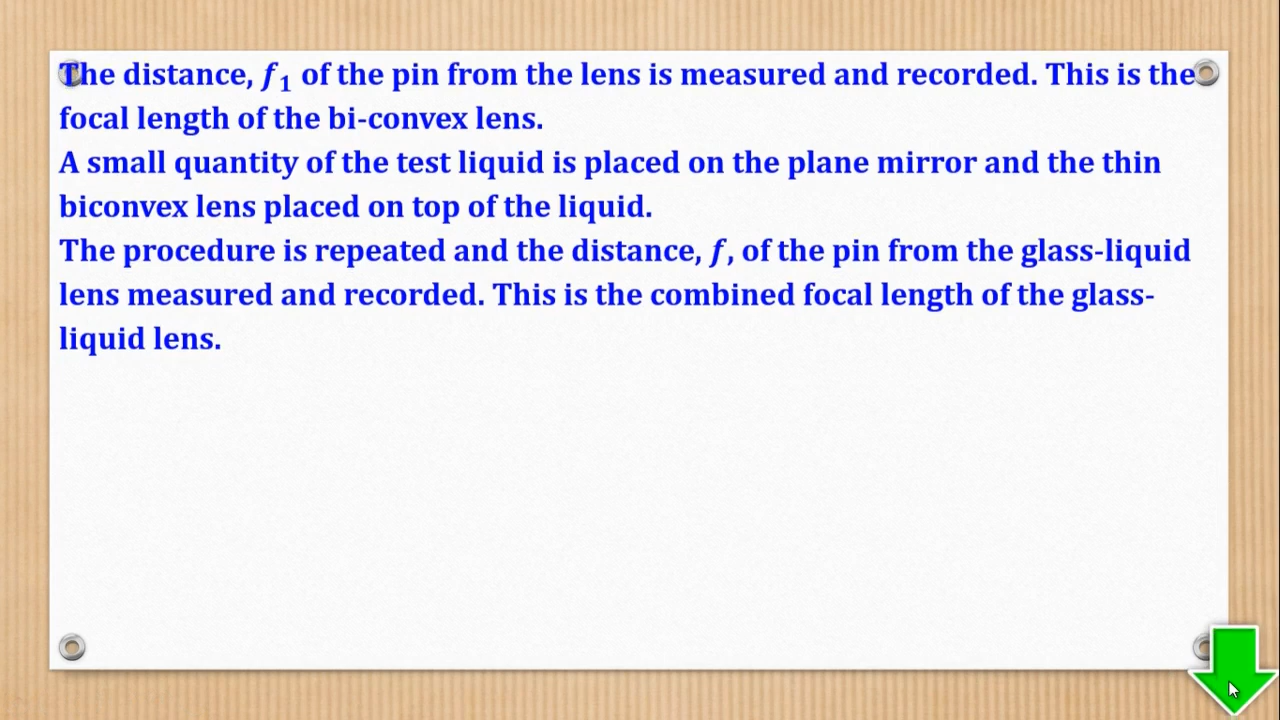 The distance, f₁ of the pin from the lens is measured and recorded. This is the
focal length of the bi-convex lens.
A small quantity of the test liquid is placed on the plane mirror and the thin
biconvex lens placed on top of the liquid.
The procedure is repeated and the distance, f, of the pin from the glass-liquid
lens measured and recorded. This is the combined focal length of the glass-
liquid lens.